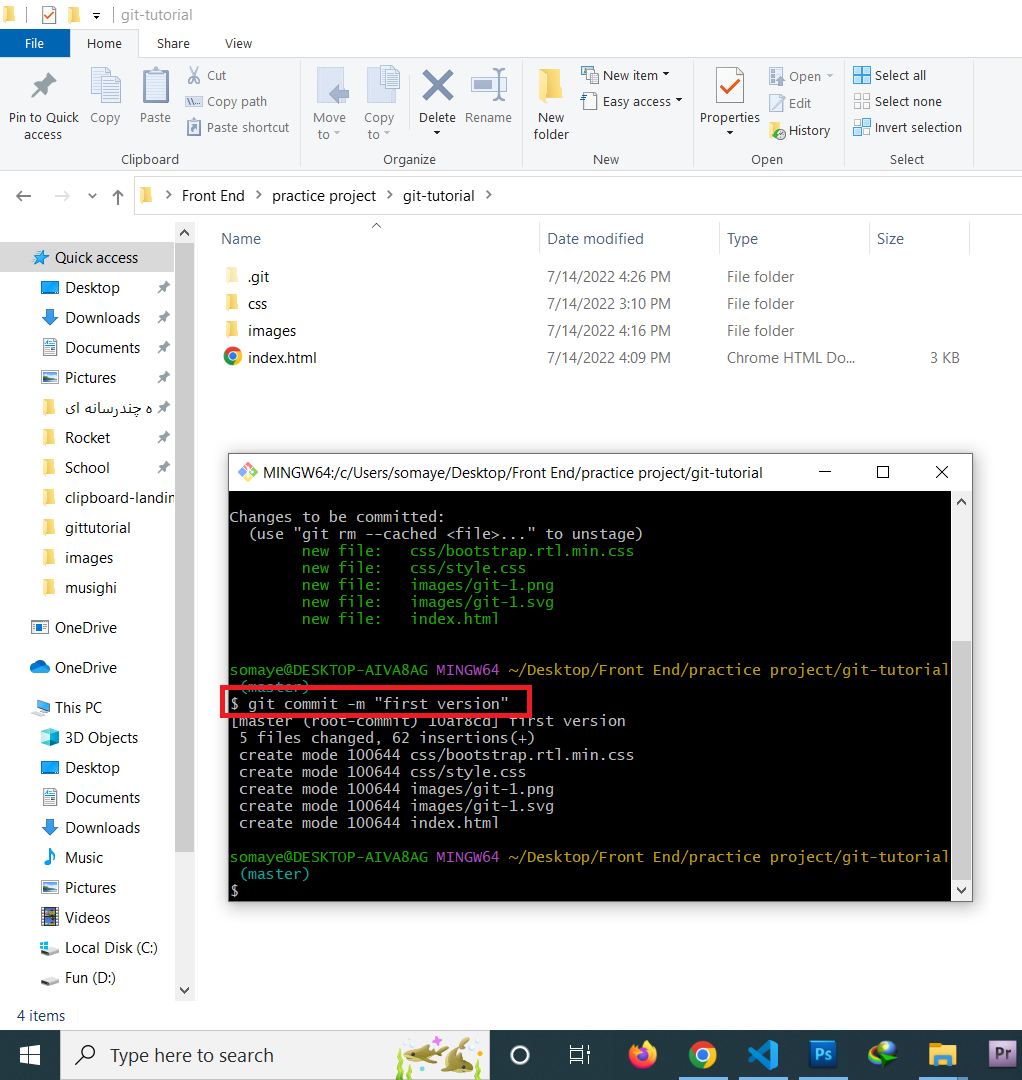 git-tutorial
File Home Share View
Pin to Quick access
Copy
Paste
Cut
Copy path
Paste shortcut
Clipboard
Move to
Copy to
Delete
Rename
Organize
New folder
New item
Easy access
New
Properties
Open
Edit
History
Open
Select all
Select none
Invert selection
Select
Front End > practice project > git-tutorial >
Name Date modified Type Size
.git 7/14/2022 4:26 PM File folder
css 7/14/2022 3:10 PM File folder
images 7/14/2022 4:16 PM File folder
index.html 7/14/2022 4:09 PM Chrome HTML Do... 3 KB
Quick access
Desktop
Downloads
Documents
Pictures
ه چندرسانه ای
Rocket
School
clipboard-landin
gittutorial
images
musighi
OneDrive
OneDrive
This PC
3D Objects
Desktop
Documents
Downloads
Music
Pictures
Videos
Local Disk (C:)
Fun (D:)
MINGW64:/c/Users/somaye/Desktop/Front End/practice project/git-tutorial
Changes to be committed:
(use "git rm --cached <file>..." to unstage)
new file: css/bootstrap.rtl.min.css
new file: css/style.css
new file: images/git-1.png
new file: images/git-1.svg
new file: index.html
somaye@DESKTOP-AIVA8AG MINGW64 ~/Desktop/Front End/practice project/git-tutorial
(master)
$ git commit -m "first version"
[master (root-commit) 10af8cd] first version
5 files changed, 62 insertions(+)
create mode 100644 css/bootstrap.rtl.min.css
create mode 100644 css/style.css
create mode 100644 images/git-1.png
create mode 100644 images/git-1.svg
create mode 100644 index.html
somaye@DESKTOP-AIVA8AG MINGW64 ~/Desktop/Front End/practice project/git-tutorial
(master)
$
4 items
Type here to search
Ps
Pr